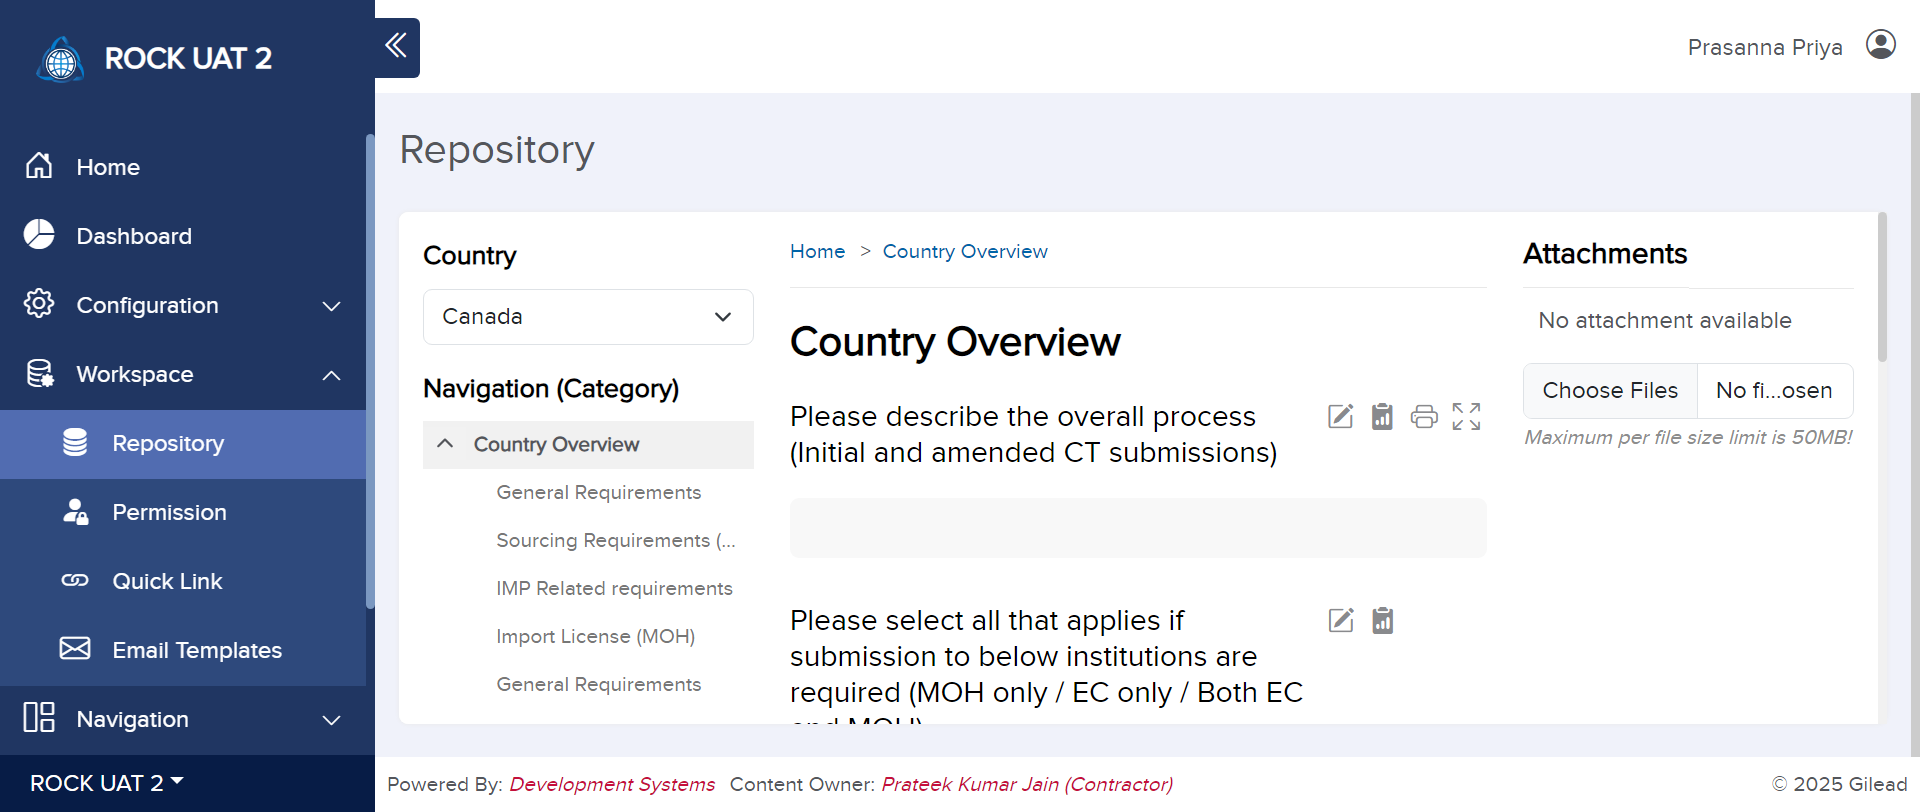 ROCK UAT 2
Prasanna Priya
Home
Dashboard
Configuration
Workspace
Repository
Permission
Quick Link
Email Templates
Navigation
ROCK UAT 2
Repository
Country
Canada
Navigation (Category)
Country Overview
General Requirements
Sourcing Requirements (...
IMP Related requirements
Import License (MOH)
General Requirements
Home > Country Overview
Country Overview
Please describe the overall process
(Initial and amended CT submissions)
Please select all that applies if
submission to below institutions are
required (MOH only / EC only / Both EC
and MOH)
Attachments
No attachment available
Choose Files No fi...osen
Maximum per file size limit is 50MB!
Powered By: Development Systems Content Owner: Prateek Kumar Jain (Contractor)
© 2025 Gilead